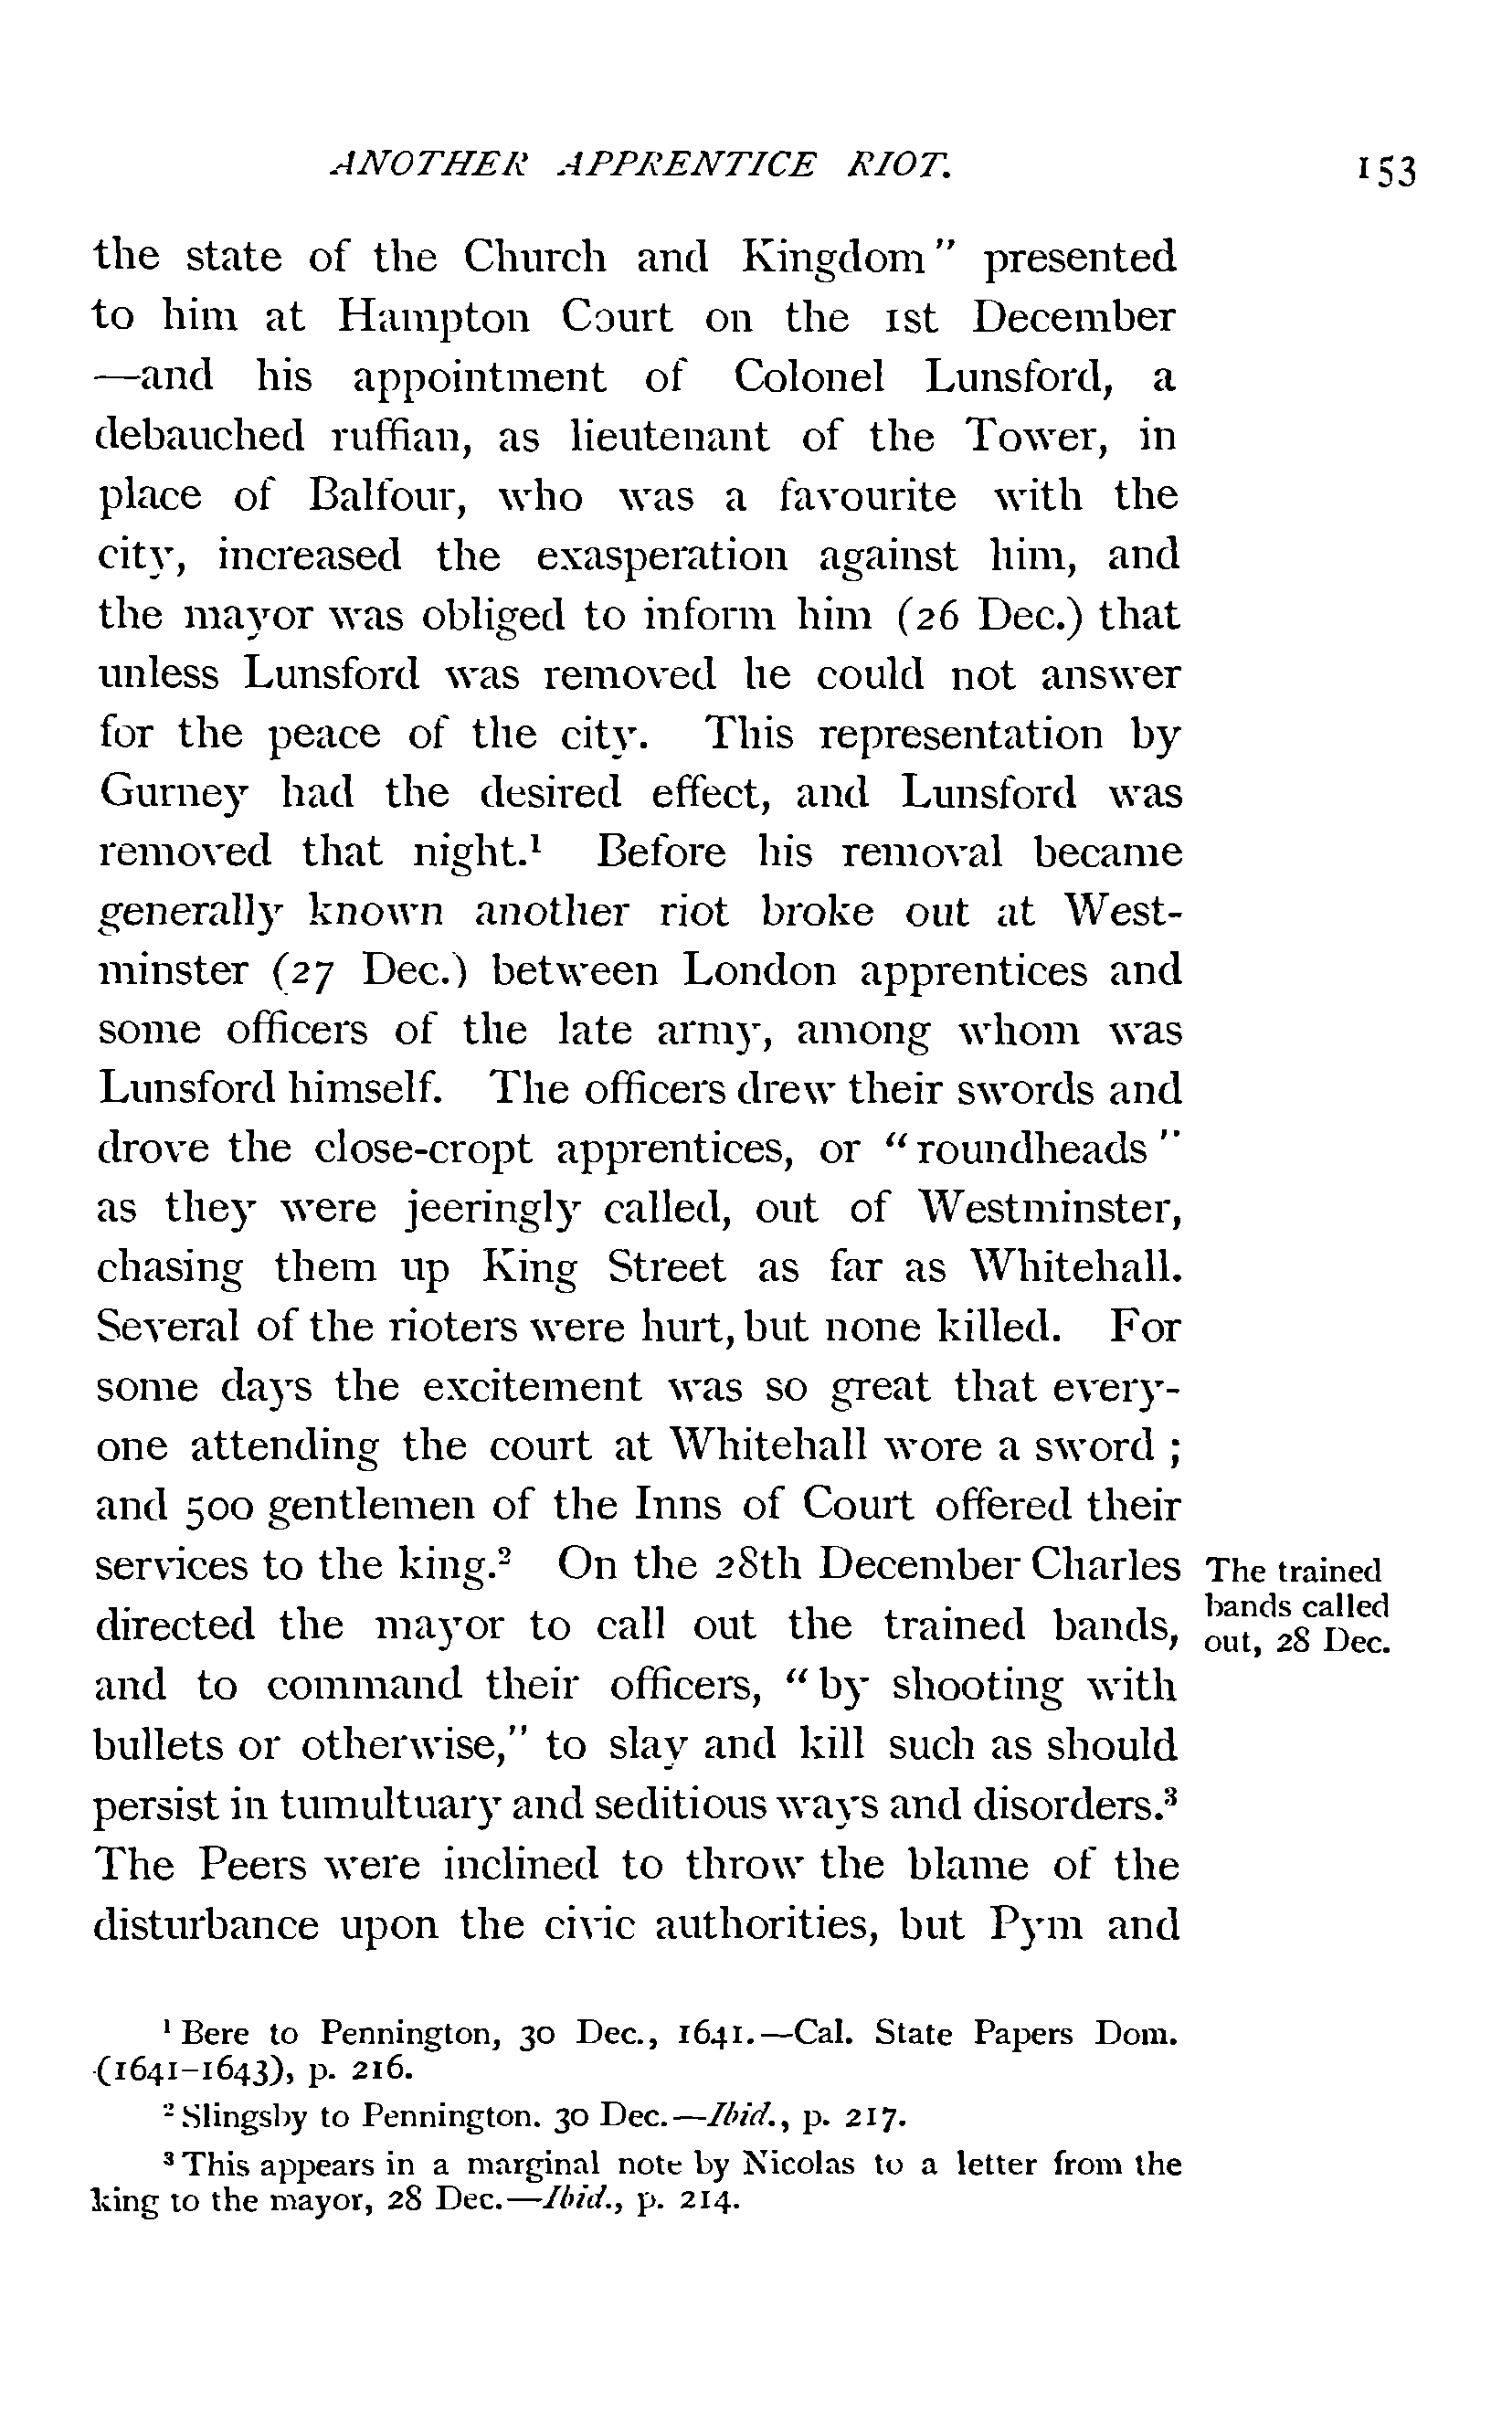 ANOTHER APPRENTICE RIOT. 153
the state of the Church and Kingdom" presented
to him at Hampton Court on the 1st December
—and his appointment of Colonel Lunsford, a
debauched ruffian, as lieutenant of the Tower, in
place of Balfour, who was a favourite with the
city, increased the exasperation against him, and
the mayor was obliged to inform him (26 Dec.) that
unless Lunsford was removed he could not answer
for the peace of the city. This representation by
Gurney had the desired effect, and Lunsford was
removed that night.¹ Before his removal became
generally known another riot broke out at West-
minster (27 Dec.) between London apprentices and
some officers of the late army, among whom was
Lunsford himself. The officers drew their swords and
drove the close-cropt apprentices, or "roundheads"
as they were jeeringly called, out of Westminster,
chasing them up King Street as far as Whitehall.
Several of the rioters were hurt, but none killed. For
some days the excitement was so great that every-
one attending the court at Whitehall wore a sword ;
and 500 gentlemen of the Inns of Court offered their
services to the king.² On the 28th December Charles
directed the mayor to call out the trained bands,
and to command their officers, "by shooting with
bullets or otherwise," to slay and kill such as should
persist in tumultuary and seditious ways and disorders.³
The Peers were inclined to throw the blame of the
disturbance upon the civic authorities, but Pym and
The trained
bands called
out, 28 Dec.
¹ Bere to Pennington, 30 Dec., 1641.—Cal. State Papers Dom.
(1641-1643), p. 216.
² Slingsby to Pennington. 30 Dec.—Ibid., p. 217.
³ This appears in a marginal note by Nicolas to a letter from the
king to the mayor, 28 Dec.—Ibid., p. 214.